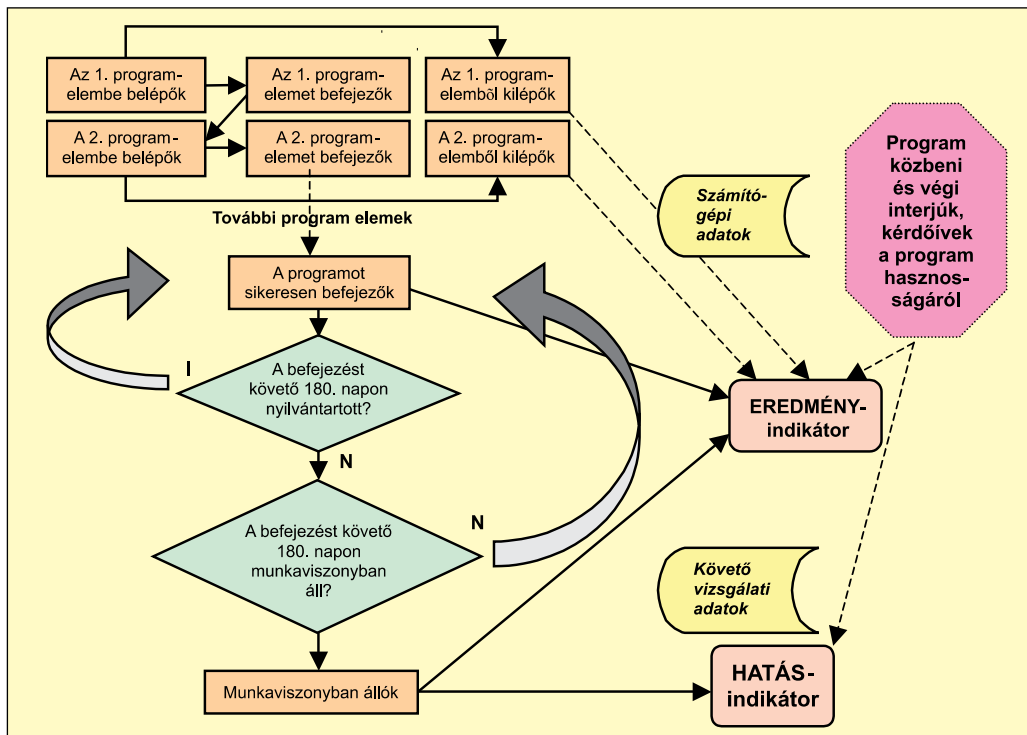 Az 1. program-
elembe belépők
Az 1. program-
elemet befejezők
Az 1. program-
elemből kilépők
A 2. program-
elembe belépők
A 2. program-
elemet befejezők
A 2. program-
elemből kilépők
További program elemek
Számító-
gépi
adatok
Program
közbeni
és végi
interjúk,
kérdőívek
a program
hasznos-
ságáról
A programot
sikeresen befejezők
I
A befejezést
követő 180. napon
nyilvántartott?
EREDMÉNY-
indikátor
N
N
A befejezést követő
180. napon
munkaviszonyban
áll?
Követő
vizsgálati
adatok
Munkaviszonyban állók
HATÁS-
indikátor